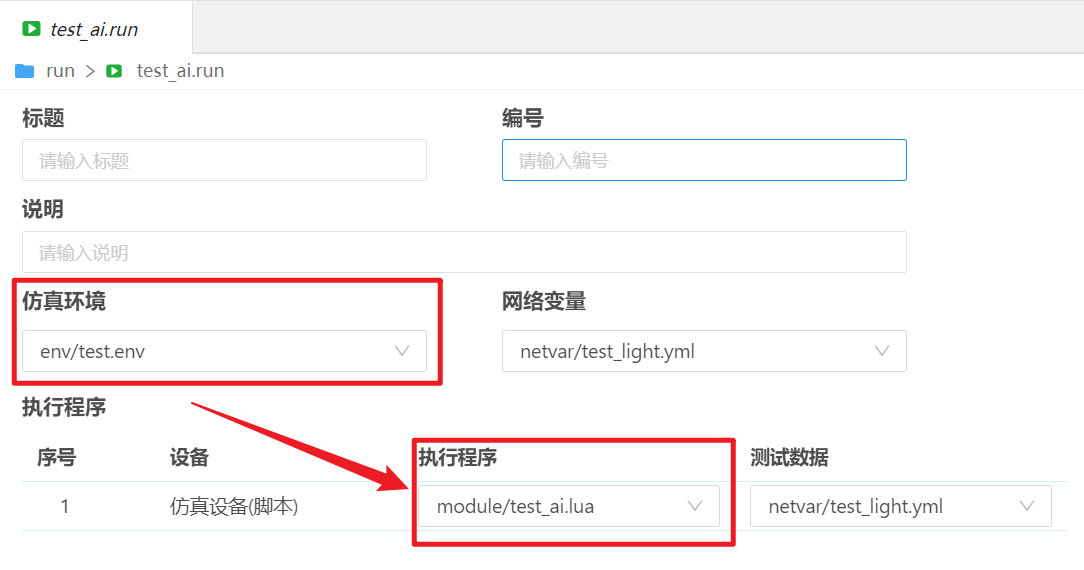 test_ai.run
run > test_ai.run
标题 编号
请输入标题 请输入编号
说明
请输入说明
仿真环境 网络变量
env/test.env netvar/test_light.yml
执行程序
序号 设备 执行程序 测试数据
1 仿真设备(脚本) module/test_ai.lua netvar/test_light.yml